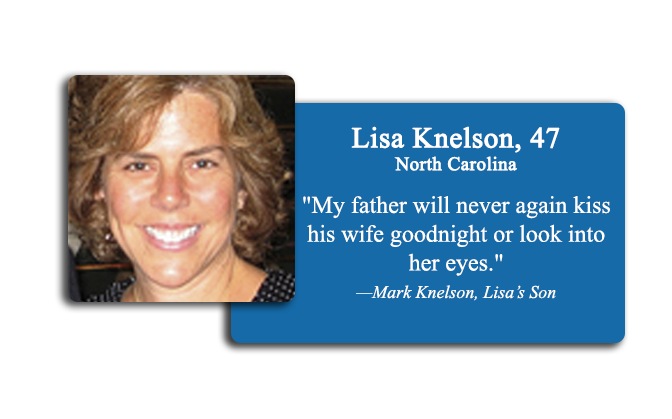 Lisa Knelson, 47
North Carolina
"My father will never again kiss
his wife goodnight or look into
her eyes."
—Mark Knelson, Lisa’s Son